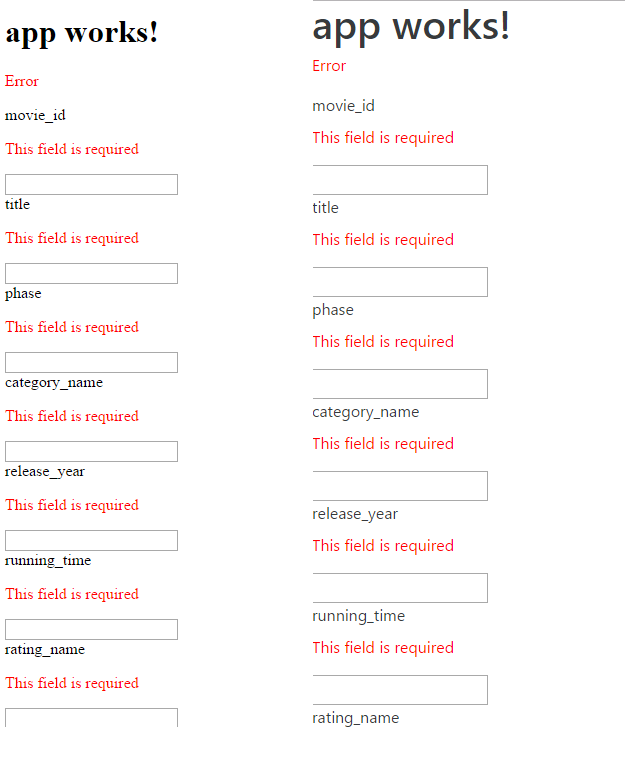 app works!
Error
movie_id
This field is required
title
This field is required
phase
This field is required
category_name
This field is required
release_year
This field is required
running_time
This field is required
rating_name
This field is required
app works!
Error
movie_id
This field is required
title
This field is required
phase
This field is required
category_name
This field is required
release_year
This field is required
running_time
This field is required
rating_name